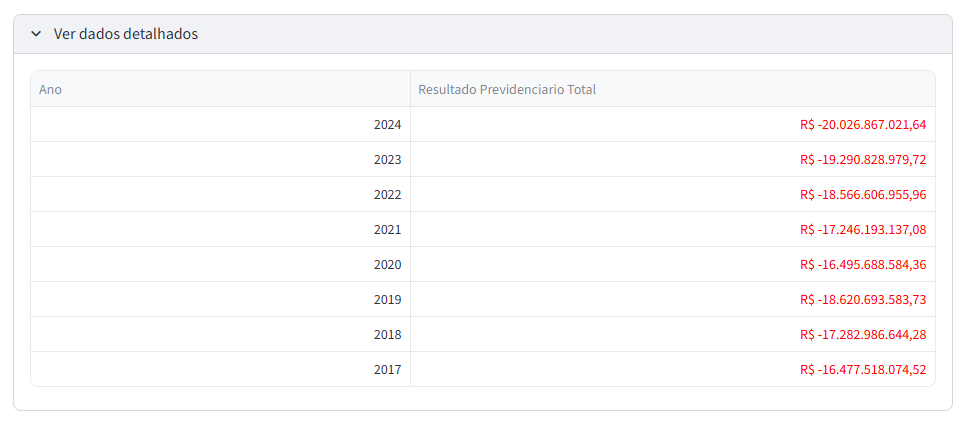 Ver dados detalhados
Ano Resultado Previdenciario Total
2024 R$ -20.026.867.021,64
2023 R$ -19.290.828.979,72
2022 R$ -18.566.606.955,96
2021 R$ -17.246.193.137,08
2020 R$ -16.495.688.584,36
2019 R$ -18.620.693.583,73
2018 R$ -17.282.986.644,28
2017 R$ -16.477.518.074,52